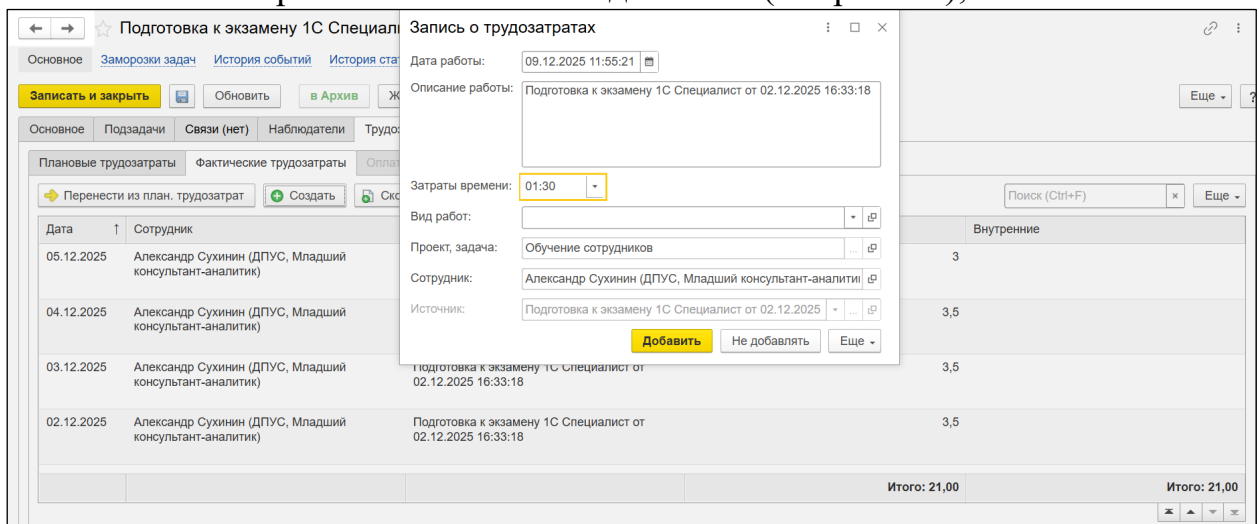 Подготовка к экзамену 1С Специал
Основное Заморозки задач История событий История ста
Записать и закрыть Обновить в Архив Ж Еще ?
Основное Подзадачи Связи (нет) Наблюдатели Трудо
Плановые трудозатраты Фактические трудозатраты Оплат
Перенести из план. трудозатрат Создать Ско Поиск (Ctrl+F) × Еще
Дата ↑ Сотрудник Внутренние
05.12.2025 Александр Сухинин (ДПУС, Младший консультант-аналитик) 3
04.12.2025 Александр Сухинин (ДПУС, Младший консультант-аналитик) 3,5
03.12.2025 Александр Сухинин (ДПУС, Младший консультант-аналитик) Подготовка к экзамену 1С Специалист от 02.12.2025 16:33:18 3,5
02.12.2025 Александр Сухинин (ДПУС, Младший консультант-аналитик) Подготовка к экзамену 1С Специалист от 02.12.2025 16:33:18 3,5
Итого: 21,00 Итого: 21,00
Запись о трудозатратах
Дата работы: 09.12.2025 11:55:21
Описание работы: Подготовка к экзамену 1С Специалист от 02.12.2025 16:33:18
Затраты времени: 01:30
Вид работ:
Проект, задача: Обучение сотрудников
Сотрудник: Александр Сухинин (ДПУС, Младший консультант-аналити
Источник: Подготовка к экзамену 1С Специалист от 02.12.2025
Добавить Не добавлять Еще